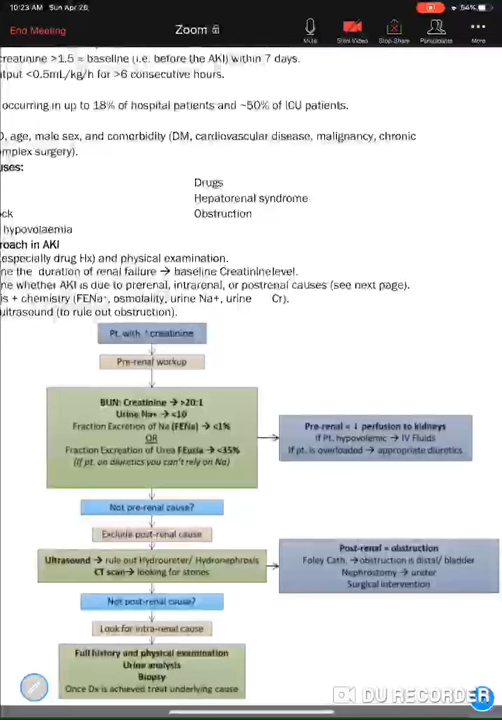 10:23 AM Sun Apr 26
54%
End Meeting
Zoom
Mute
Start Video
Stop Share
Participants
More
creatinine >1.5 = baseline (i.e. before the AKI) within 7 days.
tput <0.5mL/kg/h for >6 consecutive hours.
occurring in up to 18% of hospital patients and ~50% of ICU patients.
D, age, male sex, and comorbidity (DM, cardiovascular disease, malignancy, chronic
mplex surgery).
uses:
Drugs
Hepatorenal syndrome
ock Obstruction
hypovolaemia
roach in AKI
(especially drug Hx) and physical examination.
ne the duration of renal failure → baseline Creatinine level.
ne whether AKI is due to prerenal, intrarenal, or postrenal causes (see next page).
is + chemistry (FENa+, osmolality, urine Na+, urine Cr).
ultrasound (to rule out obstruction).
Pt. with ↑creatinine
Pre-renal workup
BUN: Creatinine → >20:1
Urine Na+ → <10
Fraction Excretion of Na (FENa) → <1%
OR
Fraction Excreation of Urea FEurea → <35%
(If pt. on diuretics you can't rely on Na)
Pre-renal = ↓ perfusion to kidneys
If Pt. hypovolemic → IV Fluids
If pt. is overloaded → appropriate diuretics
Not pre-renal cause?
Exclude post-renal cause
Ultrasound → rule out Hydroureter/ Hydronephrosis
CT scan → looking for stones
Post-renal = obstruction
Foley Cath. → obstruction is distal/ bladder
Nephrostomy → ureter
Surgical intervention
Not post-renal cause?
Look for intra-renal cause
Full history and physical examination
Urine analysis
Biopsy
Once Dx is achieved treat underlying cause
DU RECORDER